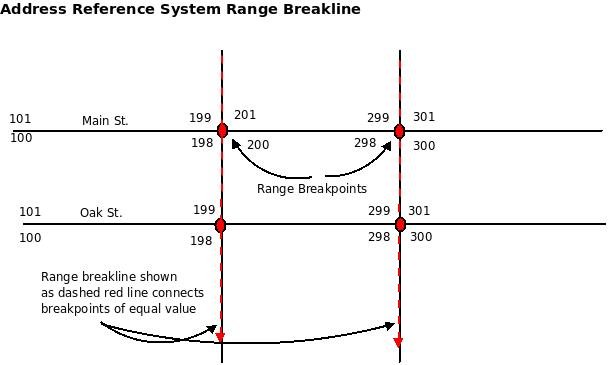 Address Reference System Range Breakline
101 Main St. 199 201 299 301
100 198 200 298 300
Range Breakpoints
101 Oak St. 199 299 301
100 198 298 300
Range breakline shown
as dashed red line connects
breakpoints of equal value